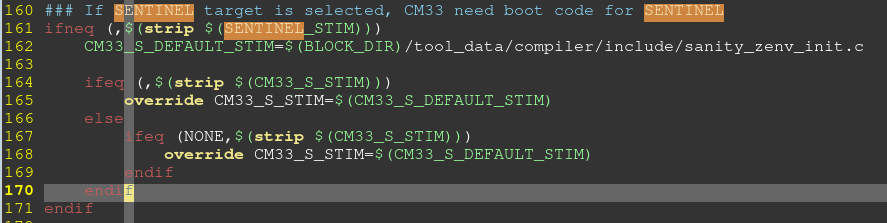 160 ### If SENTINEL target is selected, CM33 need boot code for SENTINEL
161 ifneq (,$(strip $(SENTINEL_STIM)))
162     CM33_S_DEFAULT_STIM=$(BLOCK_DIR)/tool_data/compiler/include/sanity_zenv_init.c
163
164     ifeq (,$(strip $(CM33_S_STIM)))
165         override CM33_S_STIM=$(CM33_S_DEFAULT_STIM)
166     else
167         ifeq (NONE,$(strip $(CM33_S_STIM)))
168             override CM33_S_STIM=$(CM33_S_DEFAULT_STIM)
169         endif
170     endif
171 endif